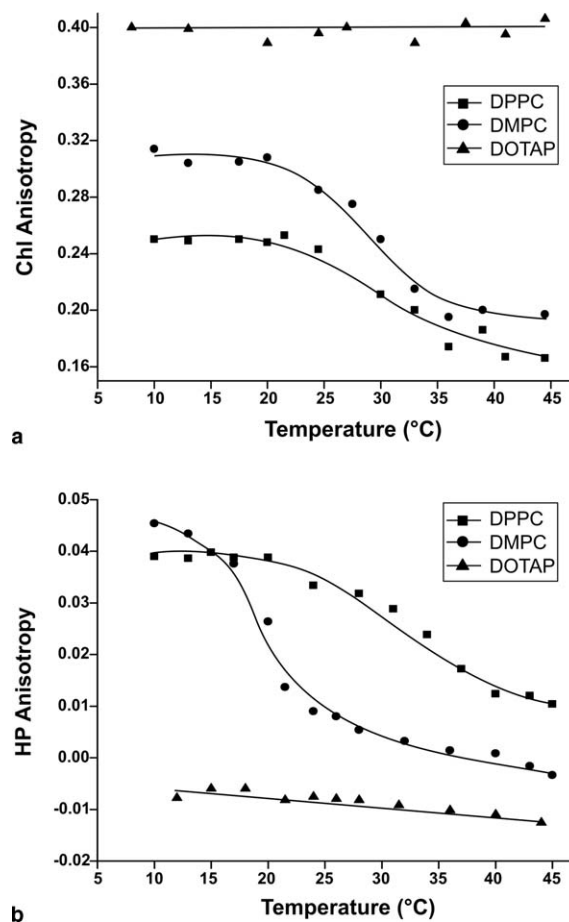 0.40
0.36
0.32
0.28
0.24
0.20
0.16
Chl Anisotropy
DPPC
DMPC
DOTAP
5 10 15 20 25 30 35 40 45
Temperature (°C)
a
0.05
0.04
0.03
0.02
0.01
0.00
-0.01
-0.02
HP Anisotropy
DPPC
DMPC
DOTAP
5 10 15 20 25 30 35 40 45
Temperature (°C)
b